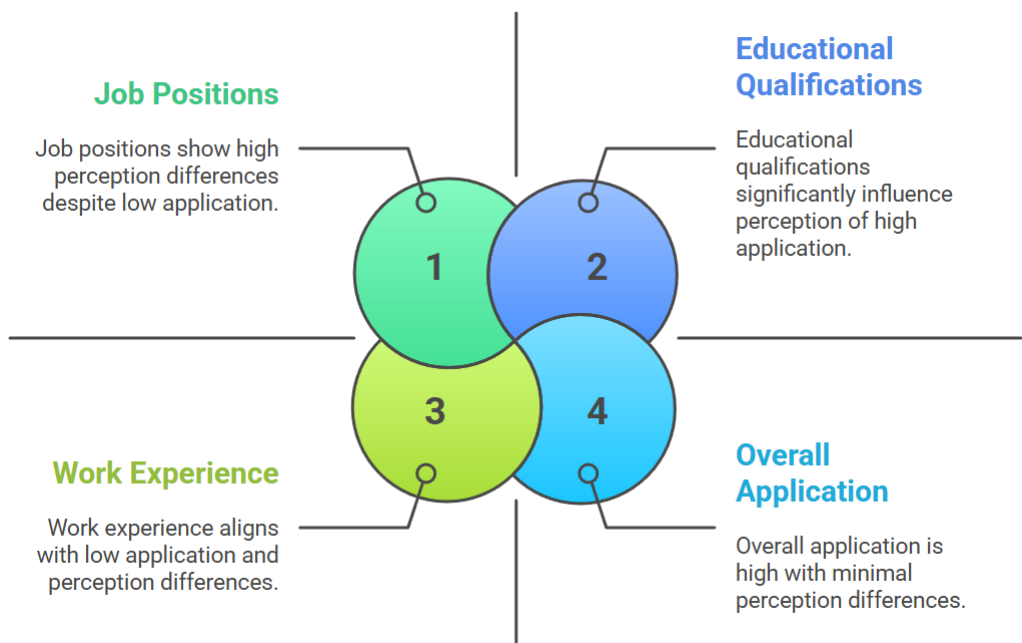 Job Positions
Job positions show high
perception differences
despite low application.
Educational
Qualifications
Educational
qualifications
significantly influence
perception of high
application.
1
2
3
4
Work Experience
Work experience aligns
with low application and
perception differences.
Overall
Application
Overall application is
high with minimal
perception differences.